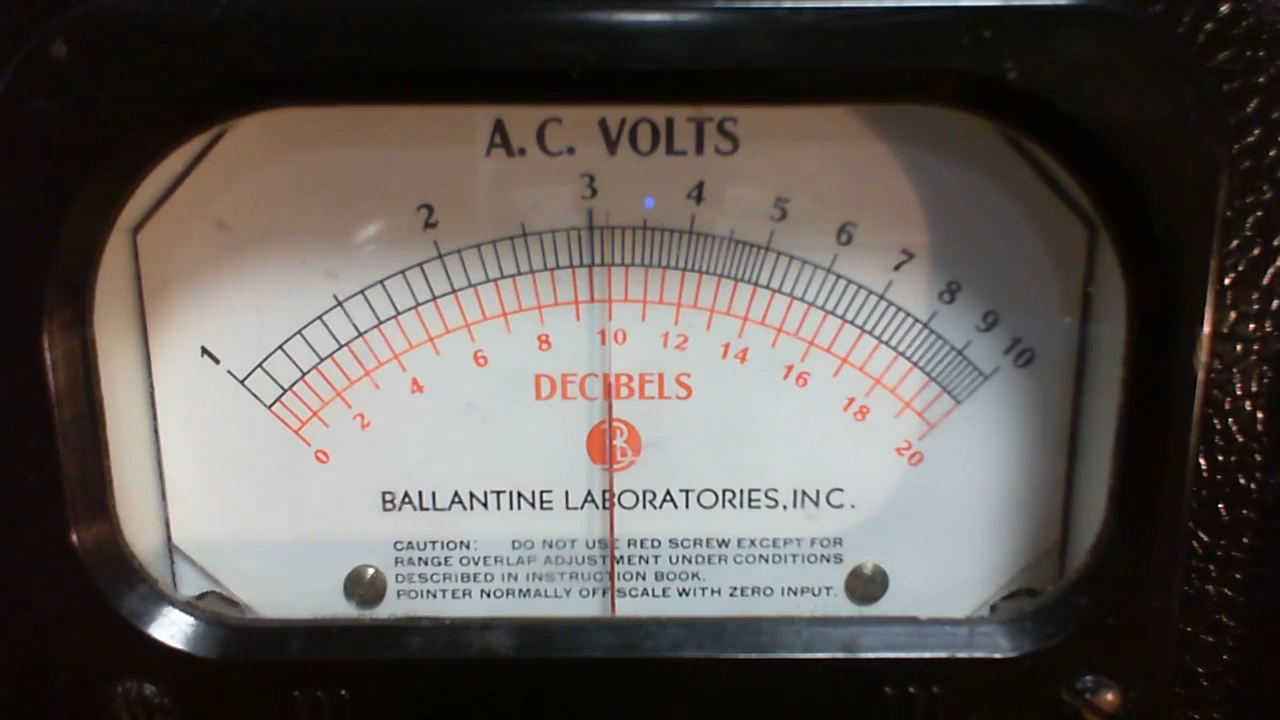 A.C. VOLTS
1 2 3 4 5 6 7 8 9 10
0 2 4 6 8 10 12 14 16 18 20
DECIBELS
BALLANTINE LABORATORIES, INC.
CAUTION: DO NOT USE RED SCREW EXCEPT FOR
RANGE OVERLAP ADJUSTMENT UNDER CONDITIONS
DESCRIBED IN INSTRUCTION BOOK.
POINTER NORMALLY OFF SCALE WITH ZERO INPUT.